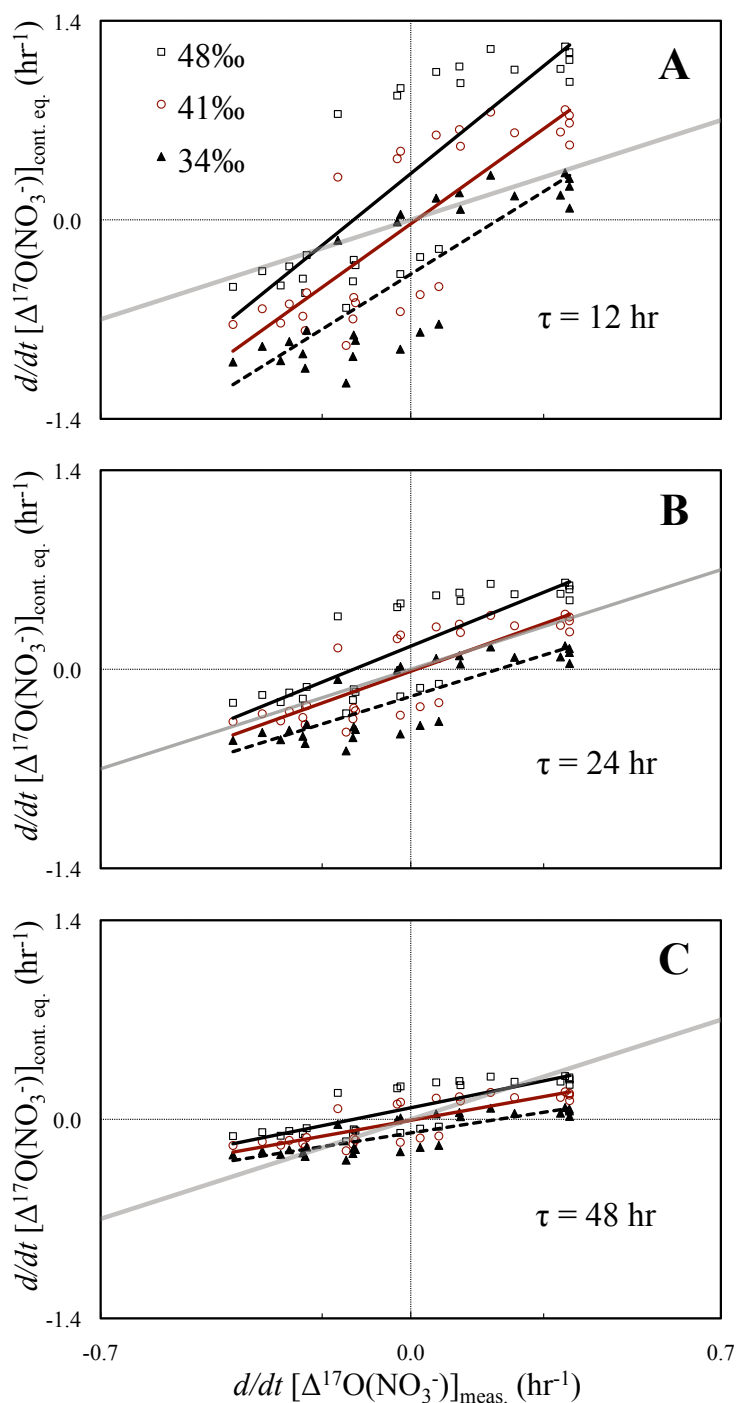 1.4
A
48‰
41‰
34‰
0.0
τ = 12 hr
-1.4
d/dt [Δ¹⁷O(NO₃⁻)]cont. eq. (hr⁻¹)
1.4
B
0.0
τ = 24 hr
-1.4
d/dt [Δ¹⁷O(NO₃⁻)]cont. eq. (hr⁻¹)
1.4
C
0.0
τ = 48 hr
-1.4
d/dt [Δ¹⁷O(NO₃⁻)]cont. eq. (hr⁻¹)
-0.7 0.0 0.7
d/dt [Δ¹⁷O(NO₃⁻)]meas. (hr⁻¹)